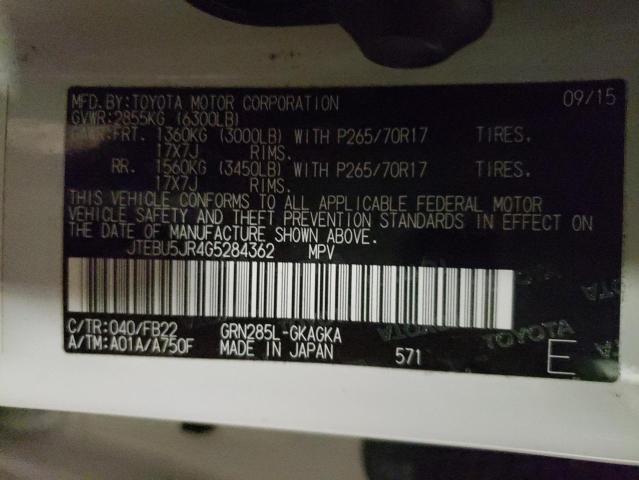 MFD.BY:TOYOTA MOTOR CORPORATION 09/15
GVWR:2855KG (6300LB)
GAWR:FRT. 1360KG (3000LB) WITH P265/70R17 TIRES.
17X7J RIMS.
RR. 1560KG (3450LB) WITH P265/70R17 TIRES.
17X7J RIMS.
THIS VEHICLE CONFORMS TO ALL APPLICABLE FEDERAL MOTOR
VEHICLE SAFETY AND THEFT PREVENTION STANDARDS IN EFFECT ON
THE DATE OF MANUFACTURE SHOWN ABOVE.
JTEBU5JR4G5284362 MPV
C/TR:040/FB22 GRN285L-GKAGKA
A/TM:A01A/A750F MADE IN JAPAN 571 E
TOYOTA